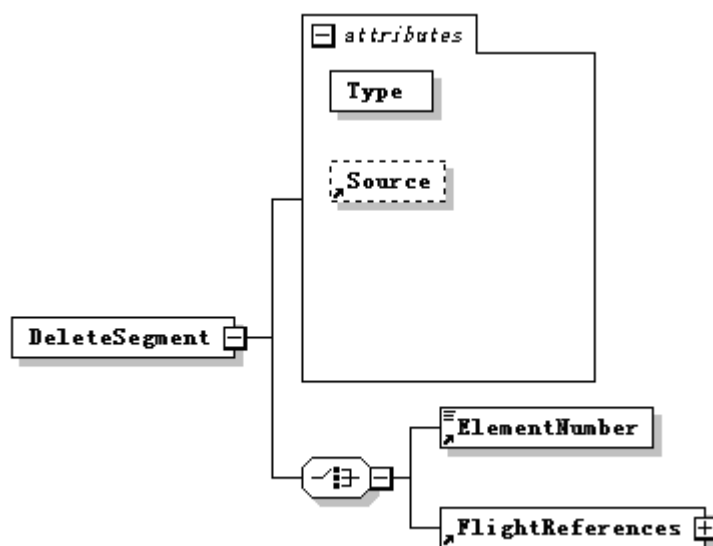 attributes
Type
Source
DeleteSegment
ElementNumber
FlightReferences